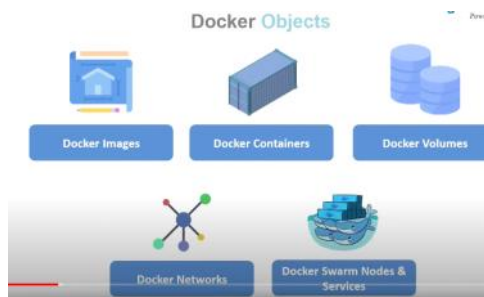 Docker Objects
Docker Images
Docker Containers
Docker Volumes
Docker Networks
Docker Swarm Nodes &
Services